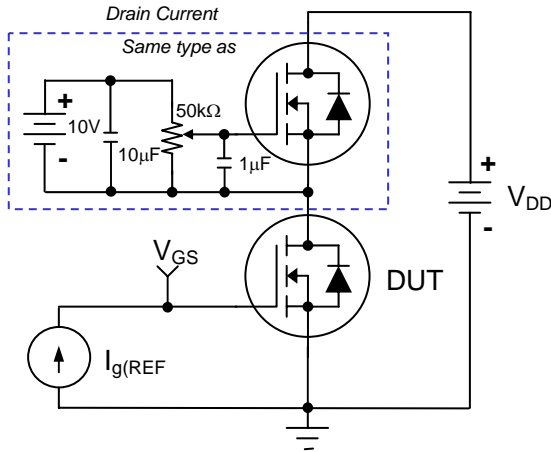 Drain Current
Same type as
+
10V
-
10μF
50kΩ
1μF
+
V_DD
-
V_GS
DUT
I_g(REF